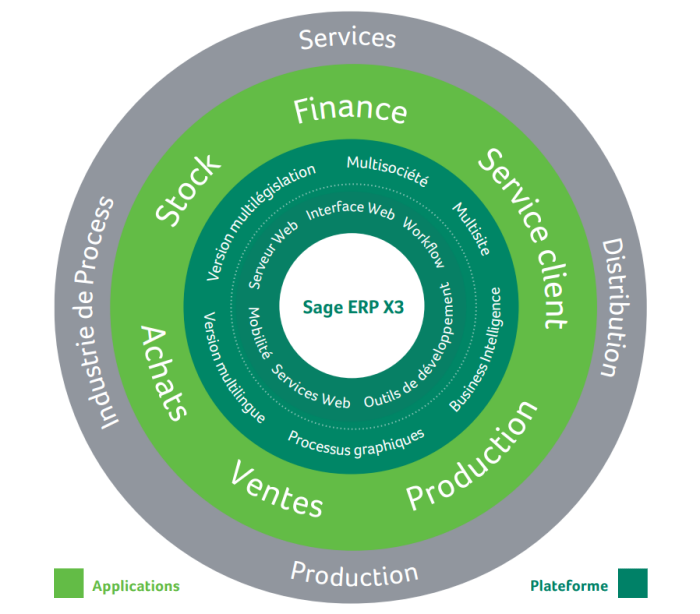 Services
Distribution
Production
Industrie de Process
Finance
Service client
Production
Ventes
Achats
Stock
Multisociété
Multisite
Business Intelligence
Processus graphiques
Version multilingue
Version multilégislation
Interface Web
Workflow
Outils de développement
Services Web
Mobilité
Serveur Web
Sage ERP X3
Applications
Plateforme